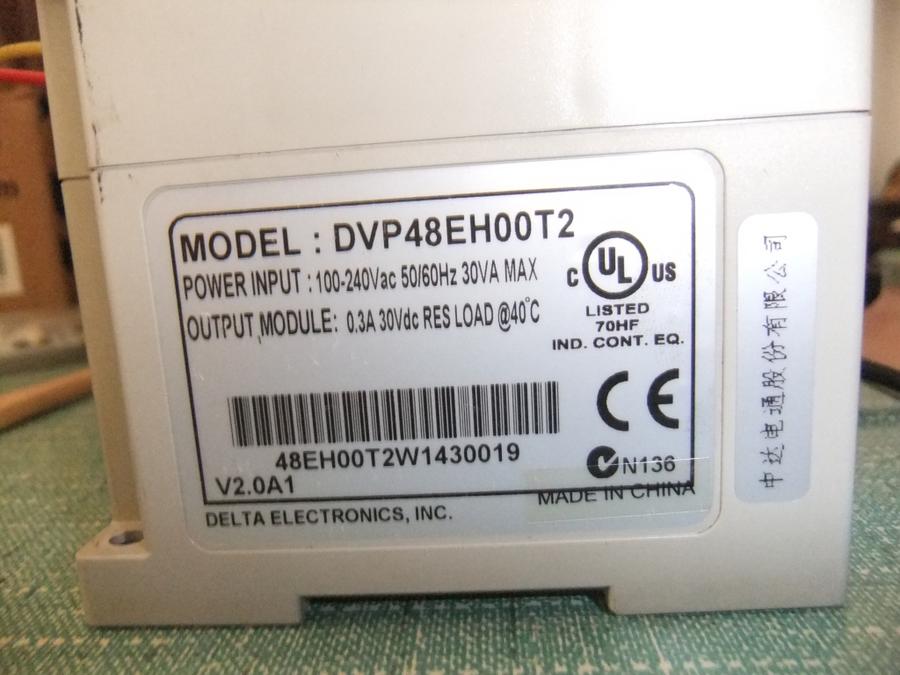 MODEL : DVP48EH00T2
POWER INPUT : 100-240Vac 50/60Hz 30VA MAX
OUTPUT MODULE: 0.3A 30Vdc RES LOAD @40°C
C UL US
LISTED
70HF
IND. CONT. EQ.
CE
48EH00T2W1430019
N136
V2.0A1
MADE IN CHINA
DELTA ELECTRONICS, INC.
中达电通股份有限公司